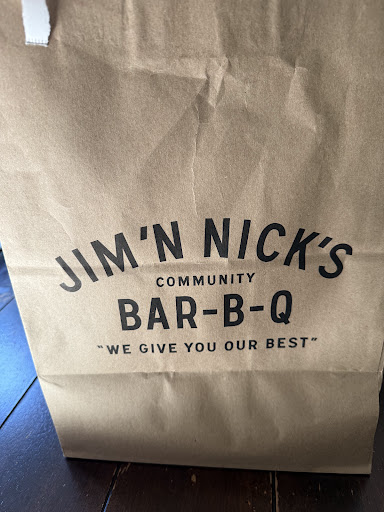 JIM'N NICK'S
COMMUNITY
BAR-B-Q
"WE GIVE YOU OUR BEST"